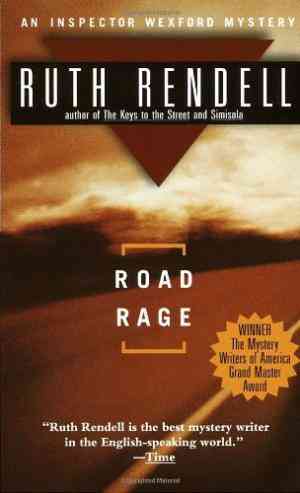 AN INSPECTOR WEXFORD MYSTERY
RUTH RENDELL
author of The Keys to the Street and Simisola
ROAD
RAGE
WINNER
The Mystery
Writers of America
Grand Master
Award
“Ruth Rendell is the best mystery writer
in the English-speaking world.”
—Time